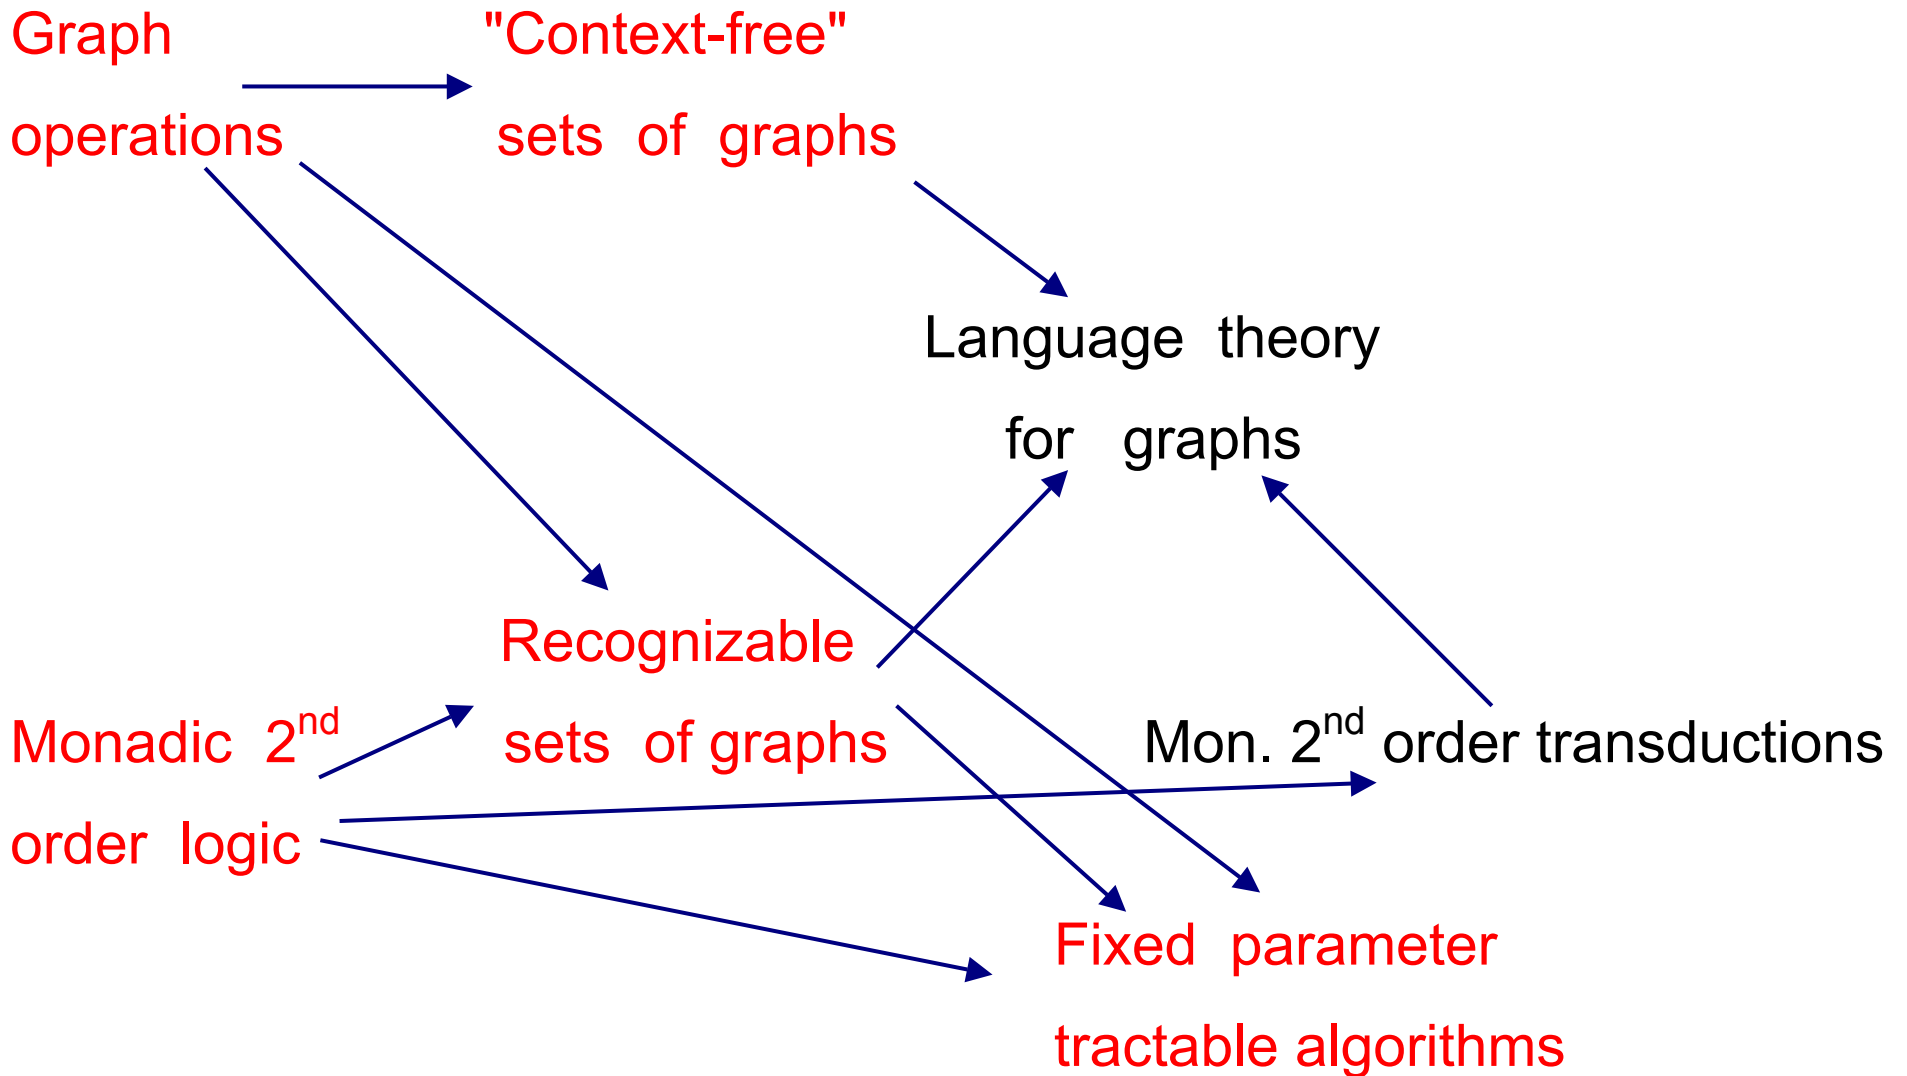 Graph
operations
"Context-free"
sets of graphs
Language theory
for graphs
Recognizable
sets of graphs
Monadic 2nd
order logic
Mon. 2nd order transductions
Fixed parameter
tractable algorithms